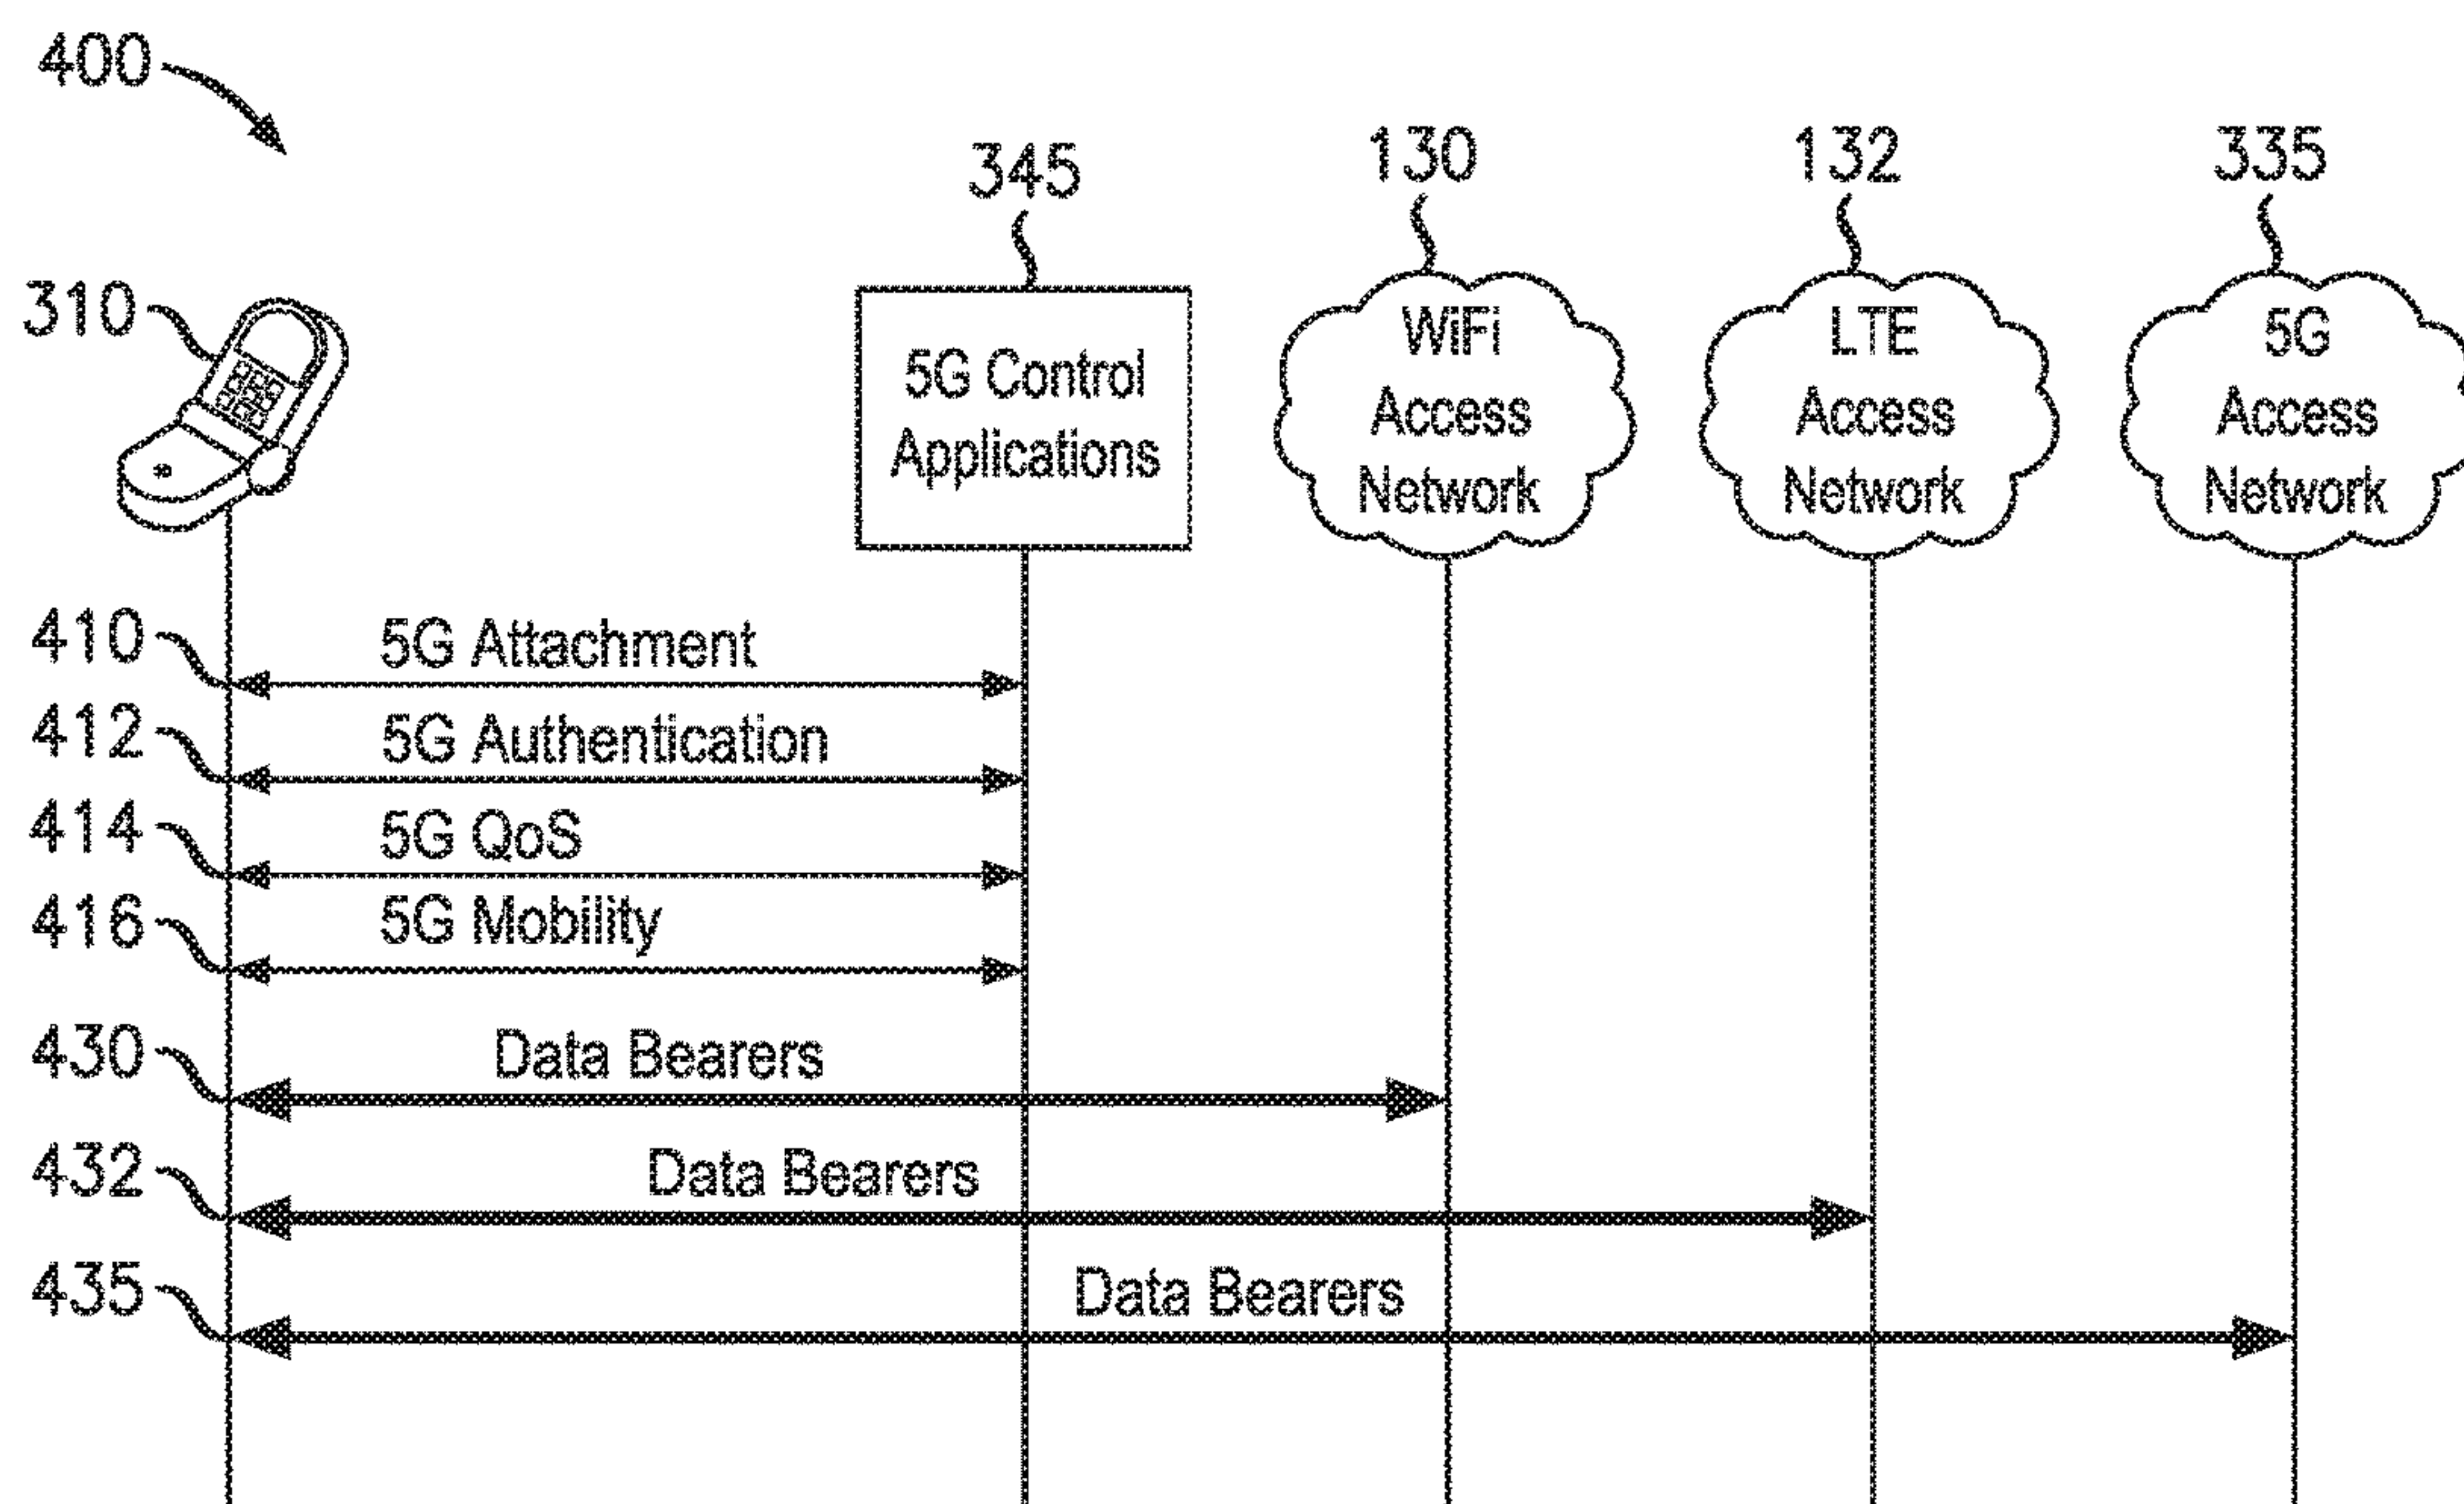 400
345
130
132
335
310
5G Control
Applications
WiFi
Access
Network
LTE
Access
Network
5G
Access
Network
410
5G Attachment
412
5G Authentication
414
5G QoS
416
5G Mobility
430
Data Bearers
432
Data Bearers
435
Data Bearers